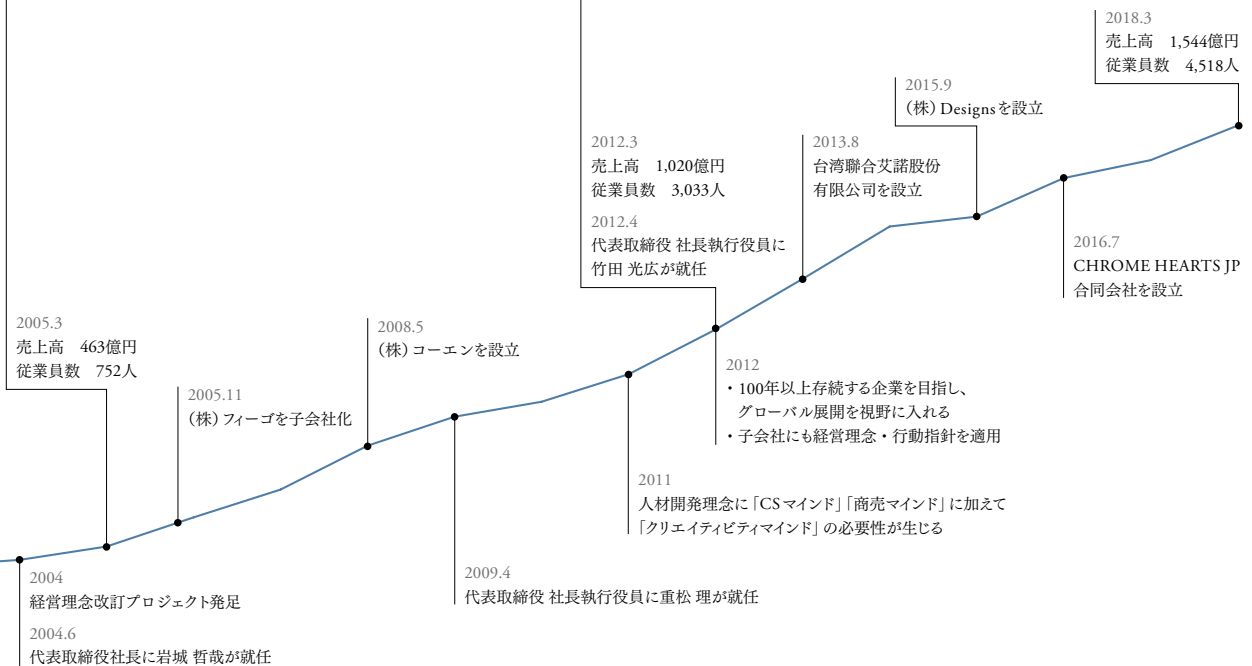 2004
経営理念改訂プロジェクト発足
2004.6
代表取締役社長に岩城 哲哉が就任
2005.3
売上高　463億円
従業員数　752人
2005.11
（株）フィーゴを子会社化
2008.5
（株）コーエンを設立
2009.4
代表取締役 社長執行役員に重松 理が就任
2011
人材開発理念に「CSマインド」「商売マインド」に加えて
「クリエイティビティマインド」の必要性が生じる
2012.3
売上高　1,020億円
従業員数　3,033人
2012.4
代表取締役 社長執行役員に
竹田 光広が就任
2012
・100年以上存続する企業を目指し、
グローバル展開を視野に入れる
・子会社にも経営理念・行動指針を適用
2013.8
台湾聯合艾諾股份
有限公司を設立
2015.9
（株）Designsを設立
2016.7
CHROME HEARTS JP
合同会社を設立
2018.3
売上高　1,544億円
従業員数　4,518人